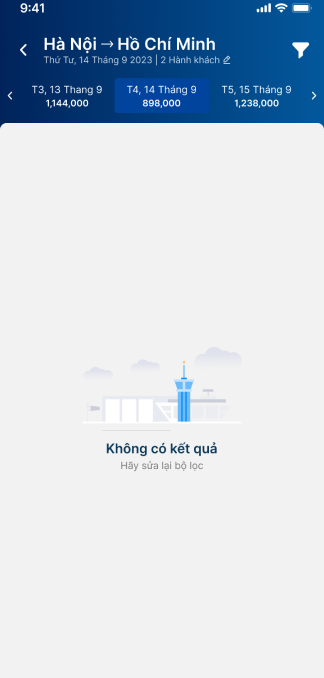 9:41
Hà Nội → Hồ Chí Minh
Thứ Tư, 14 Tháng 9 2023 | 2 Hành khách
T3, 13 Thang 9
1,144,000
T4, 14 Tháng 9
898,000
T5, 15 Tháng 9
1,238,000
Không có kết quả
Hãy sửa lại bộ lọc